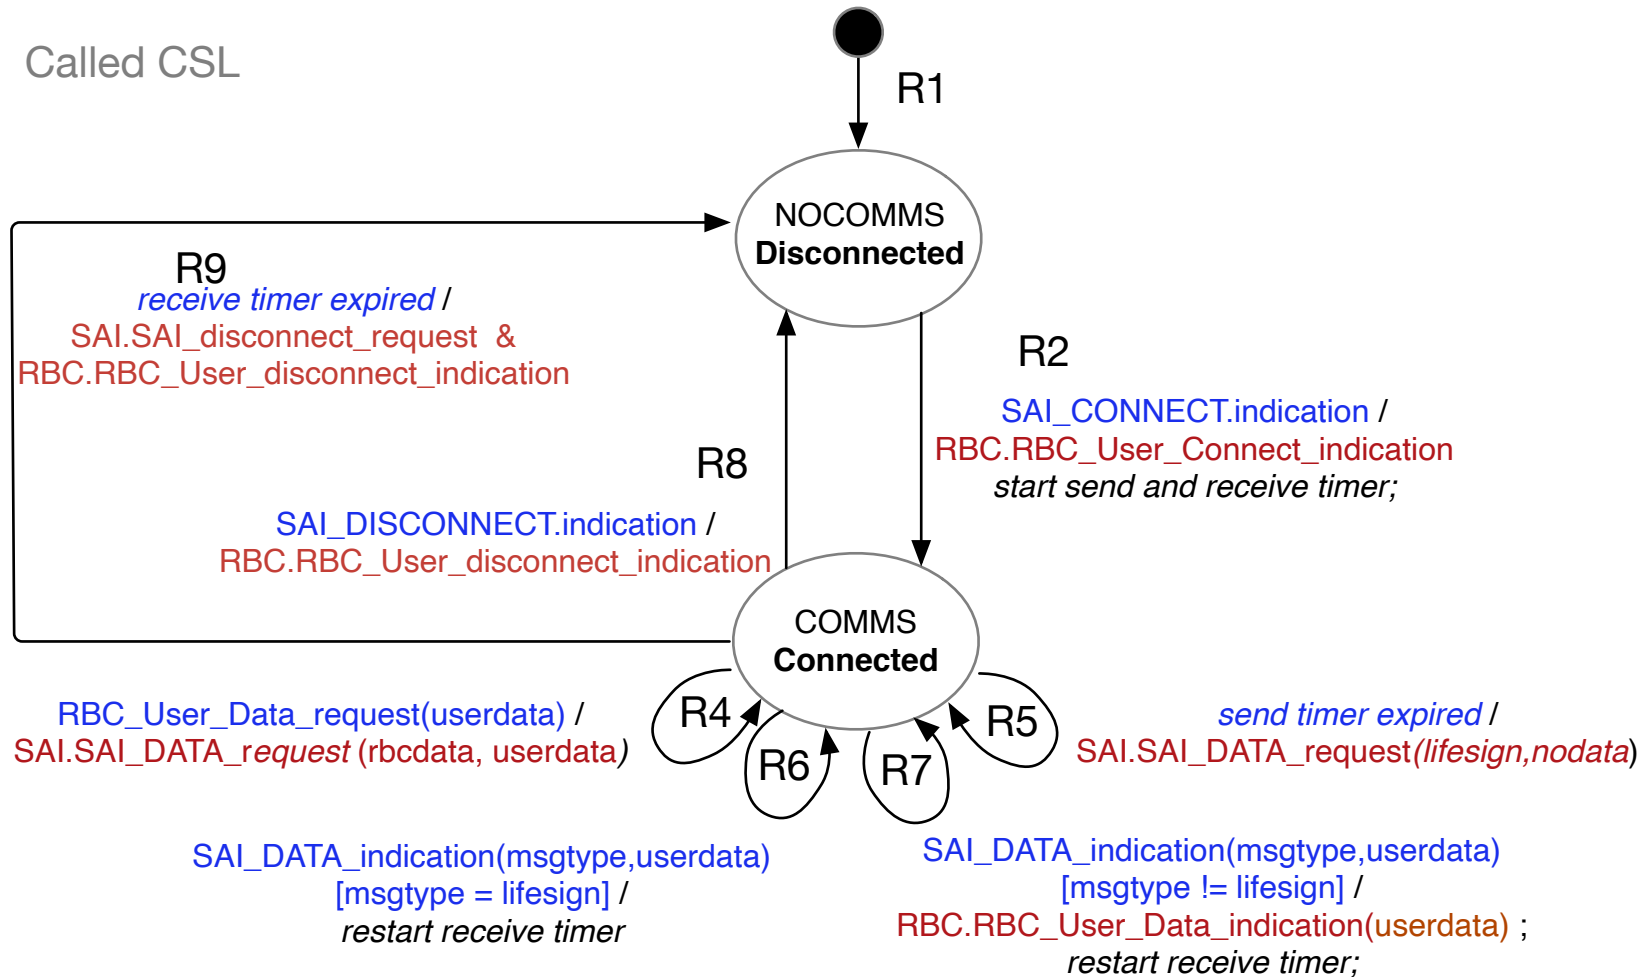 Called CSL
R1
NOCOMMS
Disconnected
R9
receive timer expired /
SAI.SAI_disconnect_request &
RBC.RBC_User_disconnect_indication
R2
SAI_CONNECT.indication /
RBC.RBC_User_Connect_indication
start send and receive timer;
R8
SAI_DISCONNECT.indication /
RBC.RBC_User_disconnect_indication
COMMS
Connected
R4
RBC_User_Data_request(userdata) /
SAI.SAI_DATA_request (rbcdata, userdata)
R5
send timer expired /
SAI.SAI_DATA_request(lifesign,nodata)
R6
SAI_DATA_indication(msgtype,userdata)
[msgtype = lifesign] /
restart receive timer
R7
SAI_DATA_indication(msgtype,userdata)
[msgtype != lifesign] /
RBC.RBC_User_Data_indication(userdata) ;
restart receive timer;